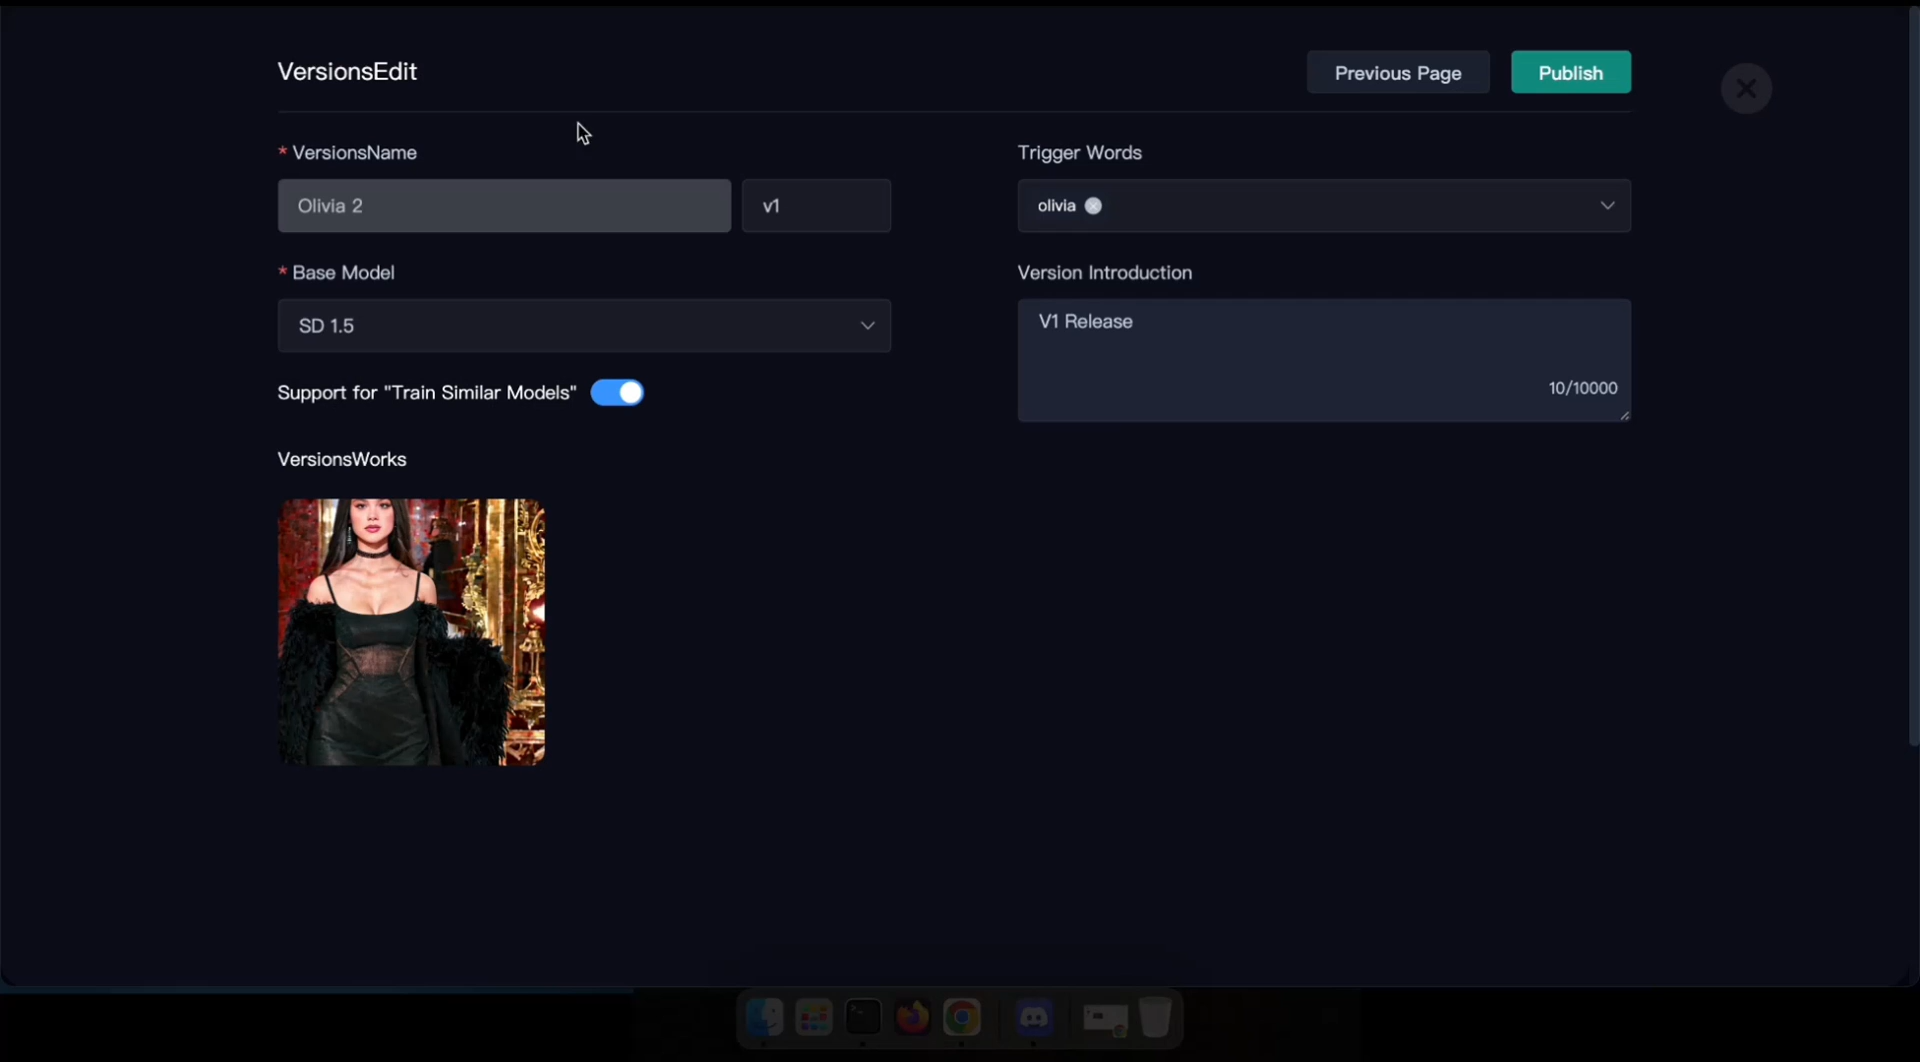 VersionsEdit
Previous Page
Publish
* VersionsName
Trigger Words
Olivia 2
v1
olivia
* Base Model
Version Introduction
SD 1.5
V1 Release
10/10000
Support for "Train Similar Models"
VersionsWorks